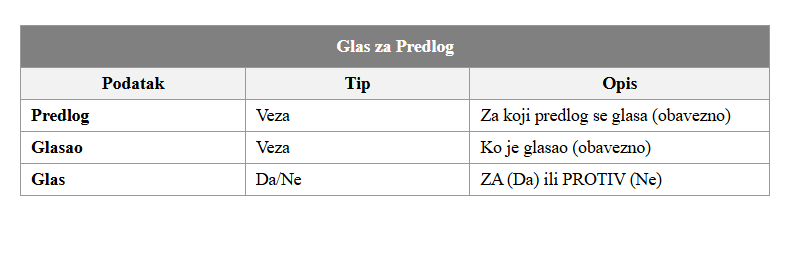 Glas za Predlog
Podatak Tip Opis
Predlog Veza Za koji predlog se glasa (obavezno)
Glasao Veza Ko je glasao (obavezno)
Glas Da/Ne ZA (Da) ili PROTIV (Ne)